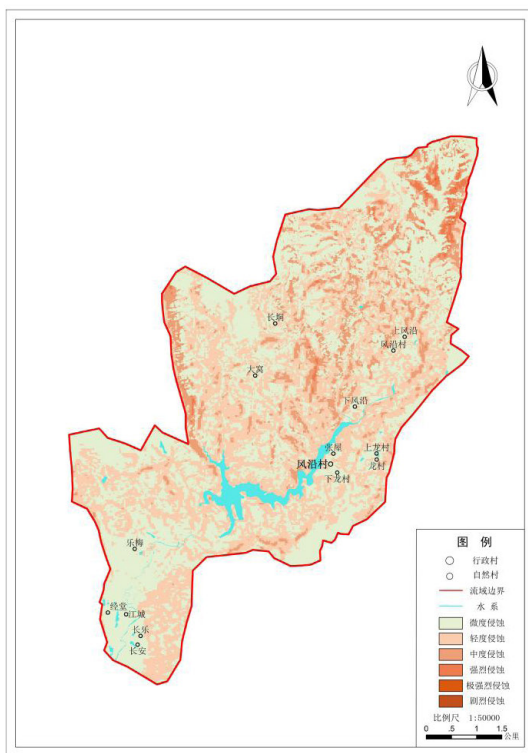 长坜
上凤沿
凤沿村
大窝
下凤沿
张屋
上龙村
凤沿村
龙村
下龙村
乐梅
经堂
江城
长乐
长安
图 例
行政村
自然村
流域边界
水 系
微度侵蚀
轻度侵蚀
中度侵蚀
强烈侵蚀
极强烈侵蚀
剧烈侵蚀
比例尺 1:50000
0 .5 1 1.5
公里